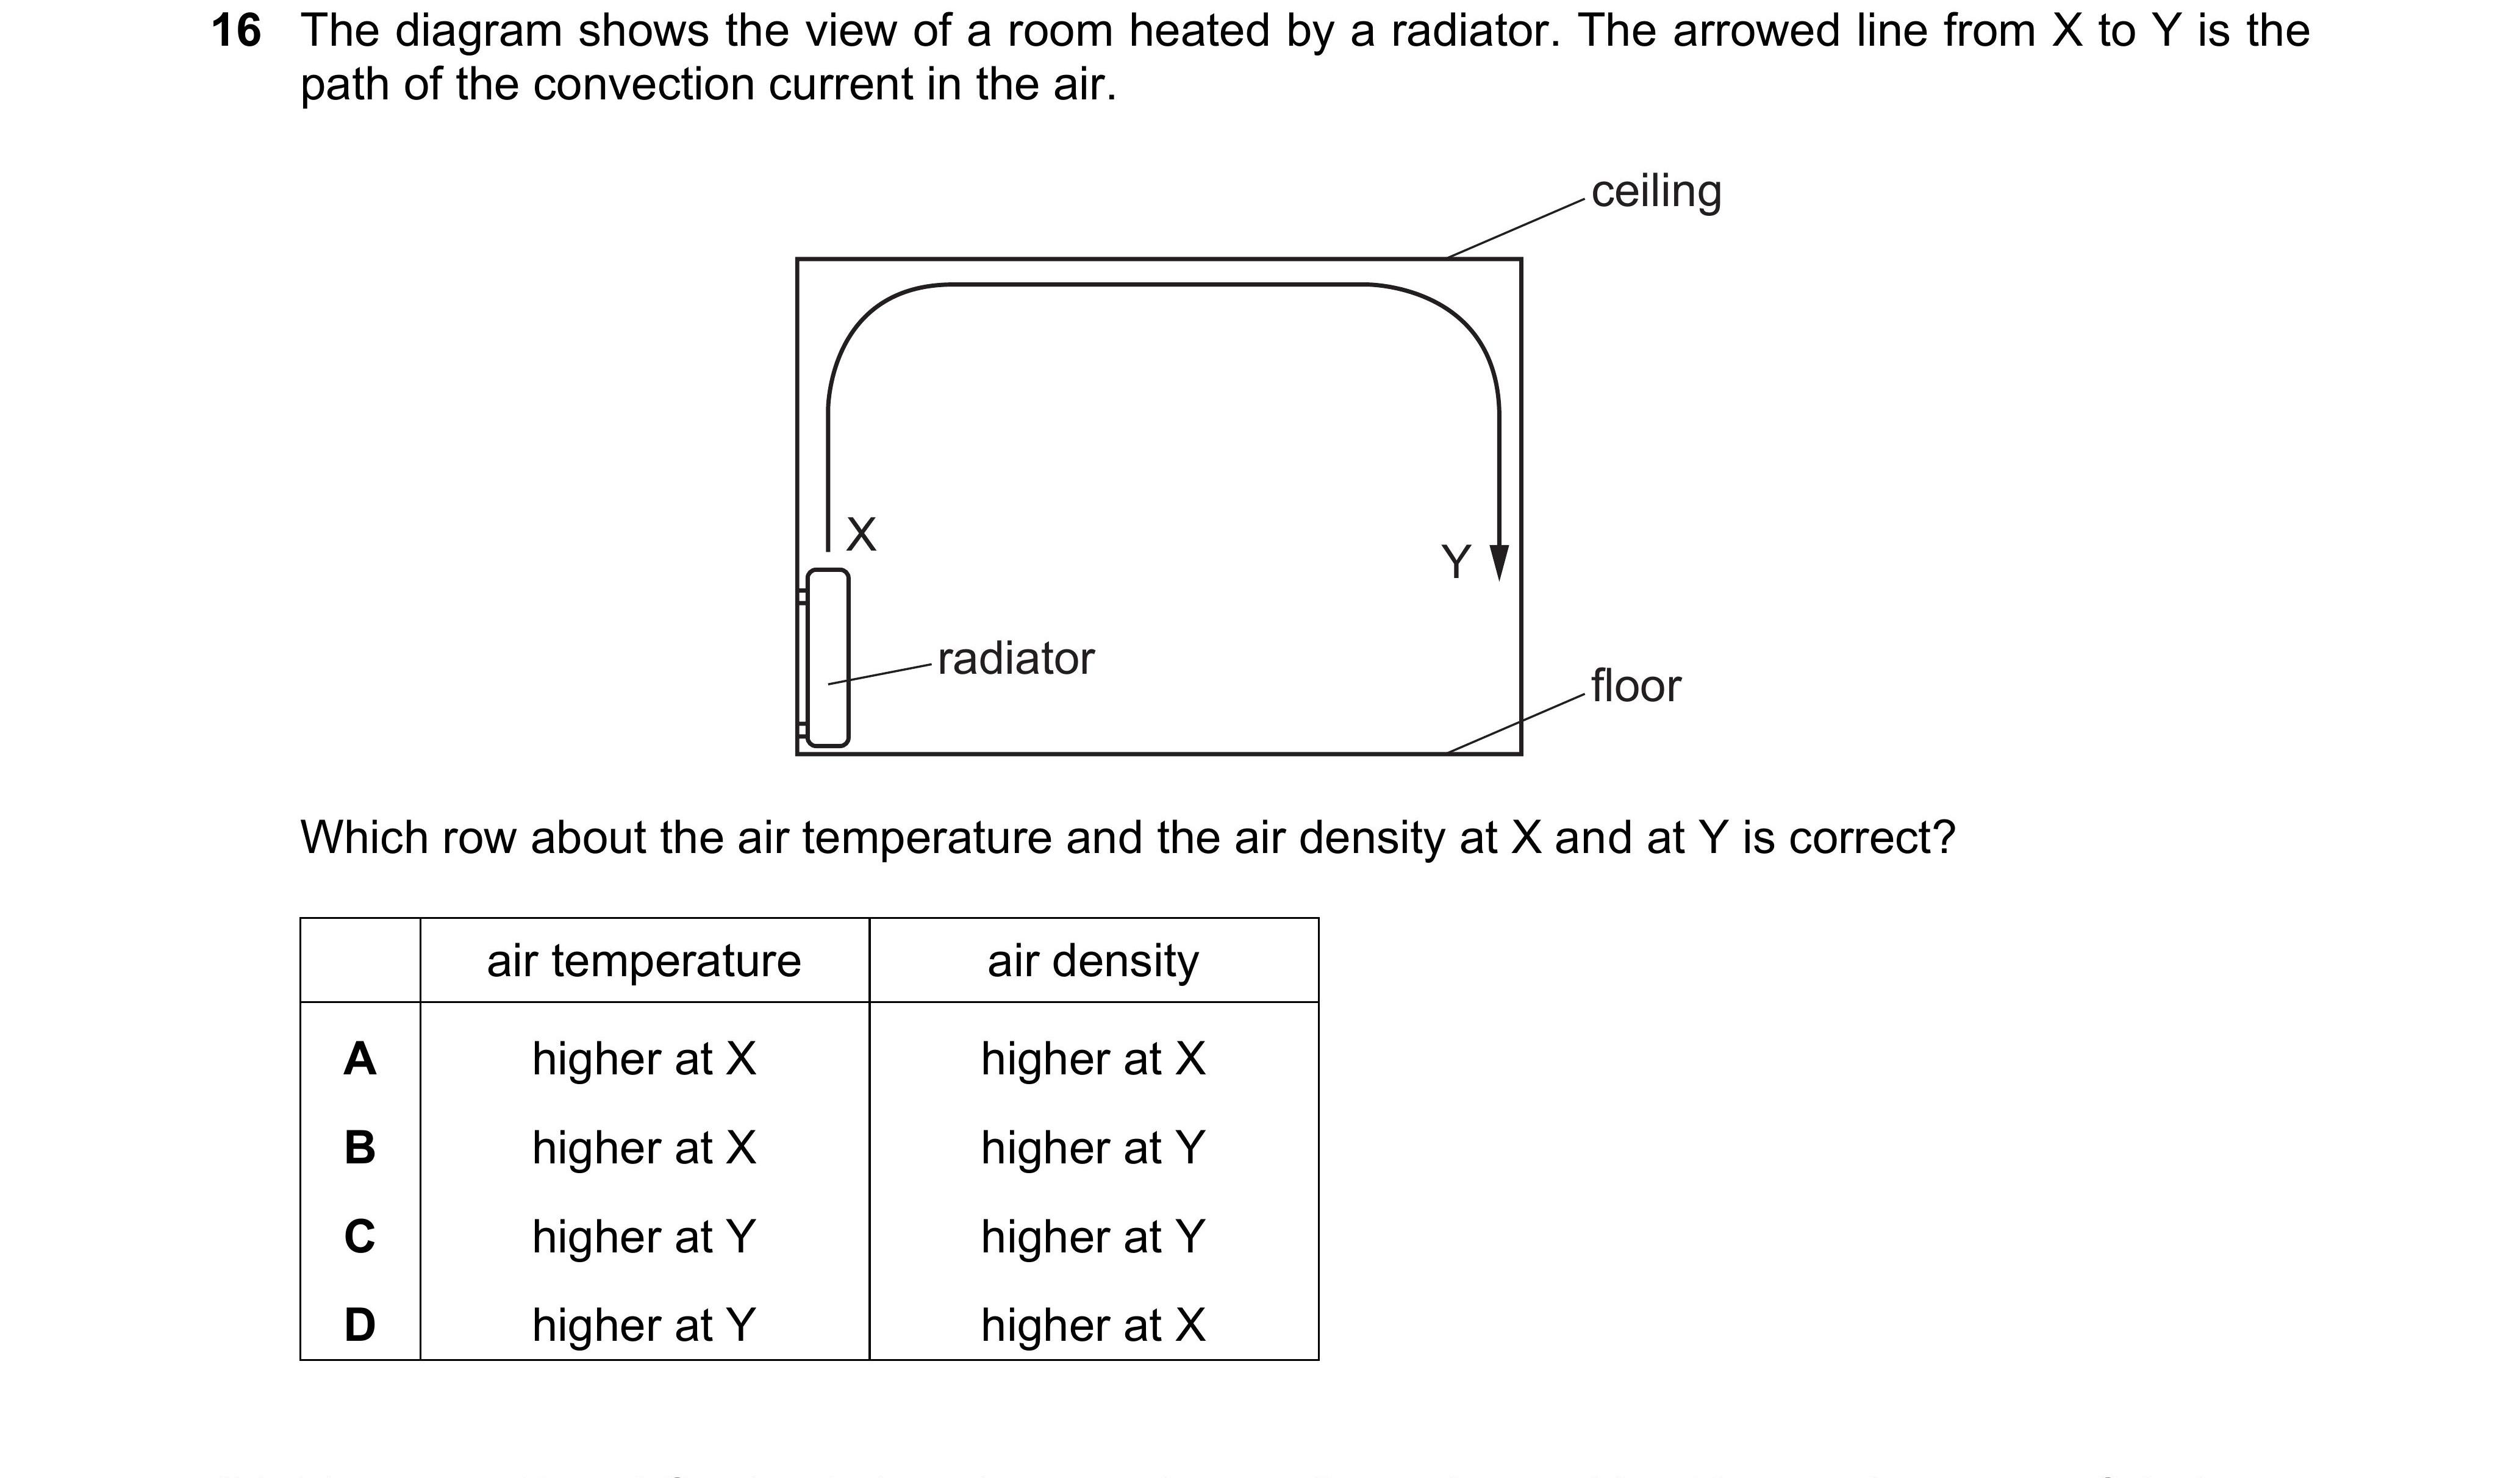 16 The diagram shows the view of a room heated by a radiator. The arrowed line from X to Y is the
path of the convection current in the air.
ceiling
X
Y
radiator
floor
Which row about the air temperature and the air density at X and at Y is correct?
air temperature air density
A higher at X higher at X
B higher at X higher at Y
C higher at Y higher at Y
D higher at Y higher at X